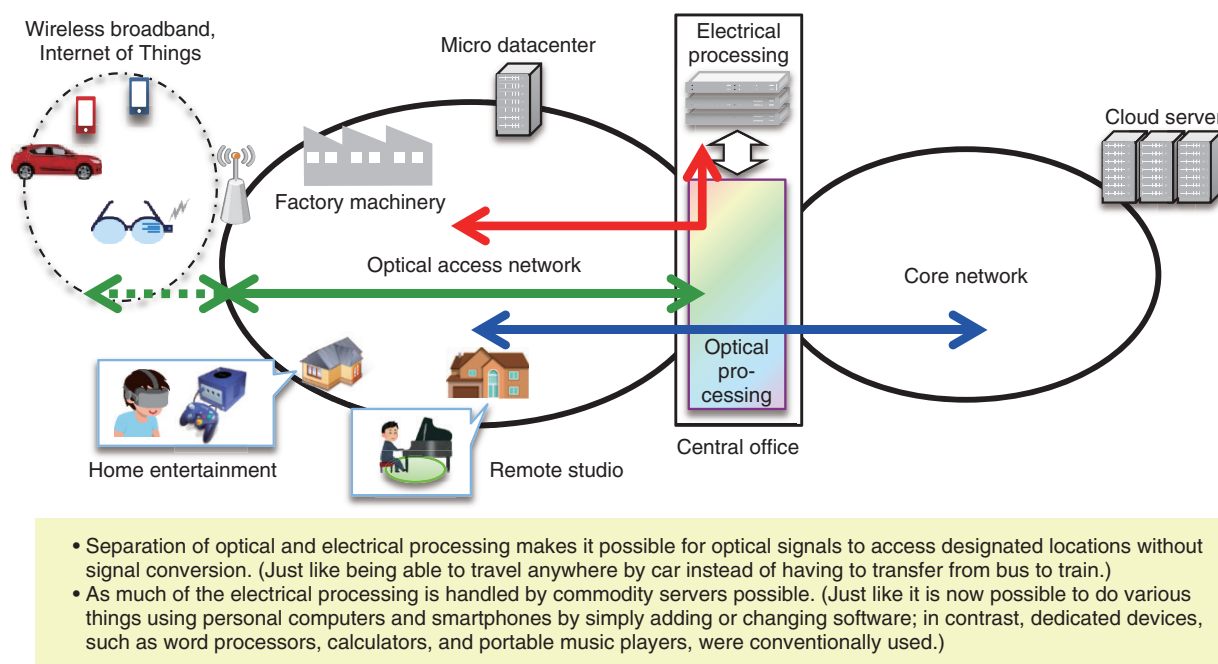 Wireless broadband,
Internet of Things
Micro datacenter
Electrical
processing
Cloud server
Factory machinery
Optical access network
Core network
Optical
pro-
cessing
Central office
Home entertainment
Remote studio
• Separation of optical and electrical processing makes it possible for optical signals to access designated locations without
signal conversion. (Just like being able to travel anywhere by car instead of having to transfer from bus to train.)
• As much of the electrical processing is handled by commodity servers possible. (Just like it is now possible to do various
things using personal computers and smartphones by simply adding or changing software; in contrast, dedicated devices,
such as word processors, calculators, and portable music players, were conventionally used.)